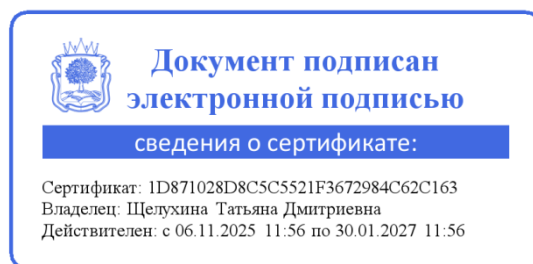 Документ подписан
электронной подписью
сведения о сертификате:
Сертификат: 1D871028D8C5C5521F3672984C62C163
Владелец: Щелухина Татьяна Дмитриевна
Действителен: с 06.11.2025 11:56 по 30.01.2027 11:56